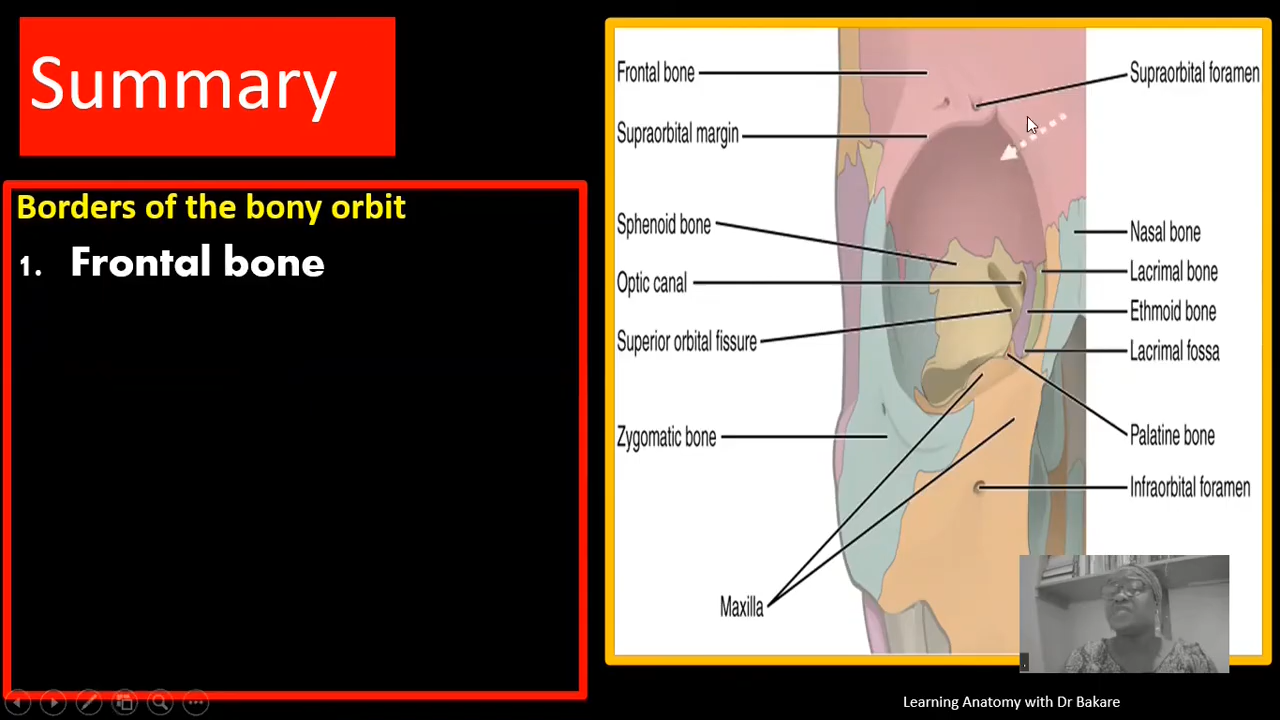 Summary
Borders of the bony orbit
1. Frontal bone
Frontal bone
Supraorbital margin
Sphenoid bone
Optic canal
Superior orbital fissure
Zygomatic bone
Maxilla
Supraorbital foramen
Nasal bone
Lacrimal bone
Ethmoid bone
Lacrimal fossa
Palatine bone
Infraorbital foramen
Learning Anatomy with Dr Bakare